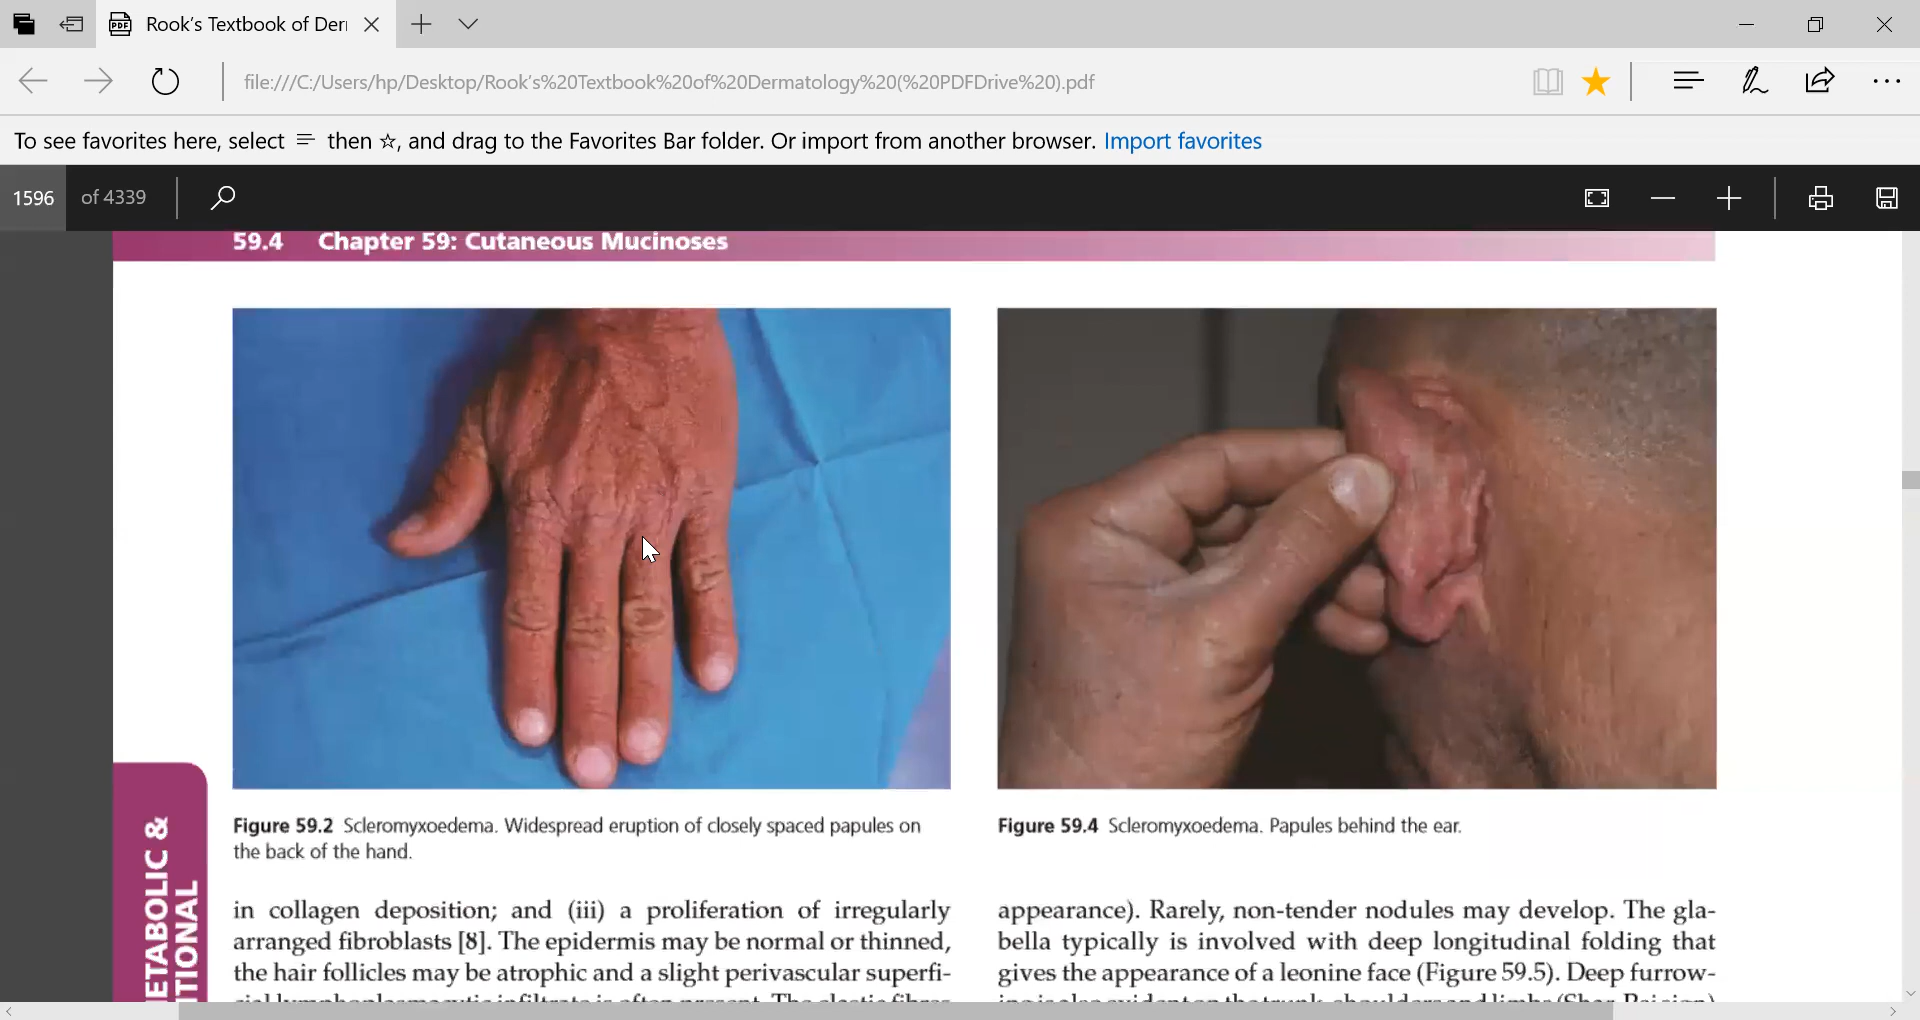 Rook's Textbook of Der
file:///C:/Users/hp/Desktop/Rook's%20Textbook%20of%20Dermatology%20(%20PDFDrive%20).pdf
To see favorites here, select then ☆, and drag to the Favorites Bar folder. Or import from another browser. Import favorites
1596 of 4339
59.4 Chapter 59: Cutaneous Mucinoses
Figure 59.2 Scleromyxoedema. Widespread eruption of closely spaced papules on
the back of the hand.
in collagen deposition; and (iii) a proliferation of irregularly
arranged fibroblasts [8]. The epidermis may be normal or thinned,
the hair follicles may be atrophic and a slight perivascular superfi-
Figure 59.4 Scleromyxoedema. Papules behind the ear.
appearance). Rarely, non-tender nodules may develop. The gla-
bella typically is involved with deep longitudinal folding that
gives the appearance of a leonine face (Figure 59.5). Deep furrow-
ETABOLIC &
ITIONAL